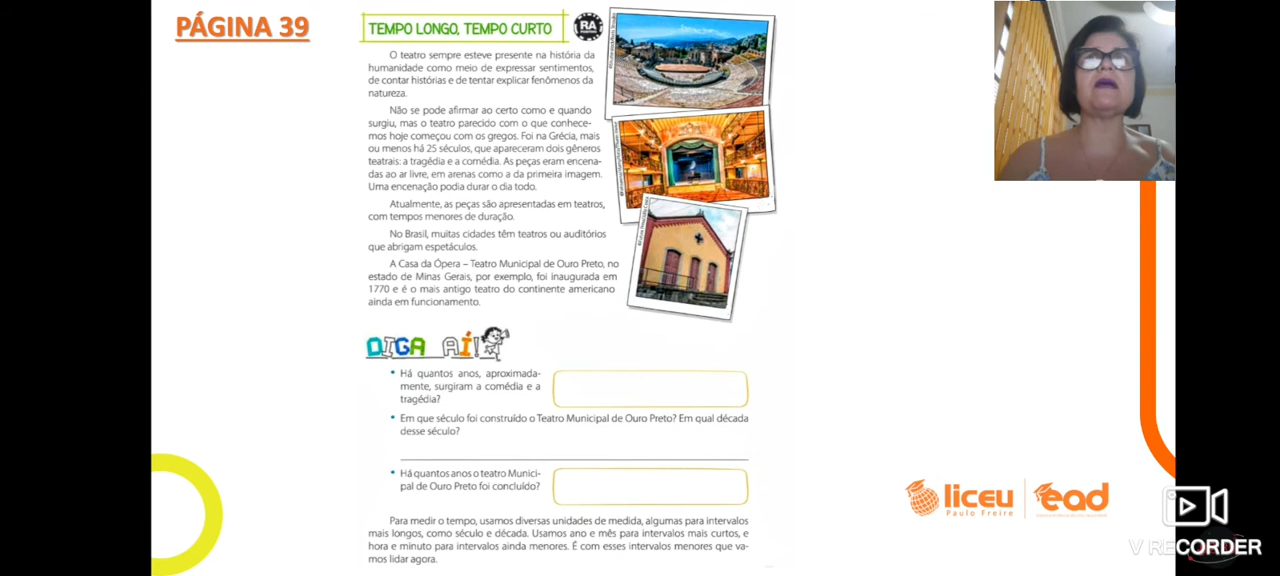 PÁGINA 39
TEMPO LONGO, TEMPO CURTO
RA
O teatro sempre esteve presente na história da
humanidade como meio de expressar sentimentos,
de contar histórias e de tentar explicar fenômenos da
natureza.
Não se pode afirmar ao certo como e quando
surgiu, mas o teatro parecido com o que conhece-
mos hoje começou com os gregos. Foi na Grécia, mais
ou menos há 25 séculos, que apareceram dois gêneros
teatrais: a tragédia e a comédia. As peças eram encena-
das ao ar livre, em arenas como a da primeira imagem.
Uma encenação podia durar o dia todo.
Atualmente, as peças são apresentadas em teatros,
com tempos menores de duração.
No Brasil, muitas cidades têm teatros ou auditórios
que abrigam espetáculos.
A Casa da Ópera – Teatro Municipal de Ouro Preto, no
estado de Minas Gerais, por exemplo, foi inaugurada em
1770 e é o mais antigo teatro do continente americano
ainda em funcionamento.
DIGA AÍ!
• Há quantos anos, aproximada-
mente, surgiram a comédia e a
tragédia?
• Em que século foi construído o Teatro Municipal de Ouro Preto? Em qual década
desse século?
• Há quantos anos o teatro Munici-
pal de Ouro Preto foi concluído?
Para medir o tempo, usamos diversas unidades de medida, algumas para intervalos
mais longos, como século e década. Usamos ano e mês para intervalos mais curtos, e
hora e minuto para intervalos ainda menores. É com esses intervalos menores que va-
mos lidar agora.
liceu
Paulo Freire
ead
V RECORDER